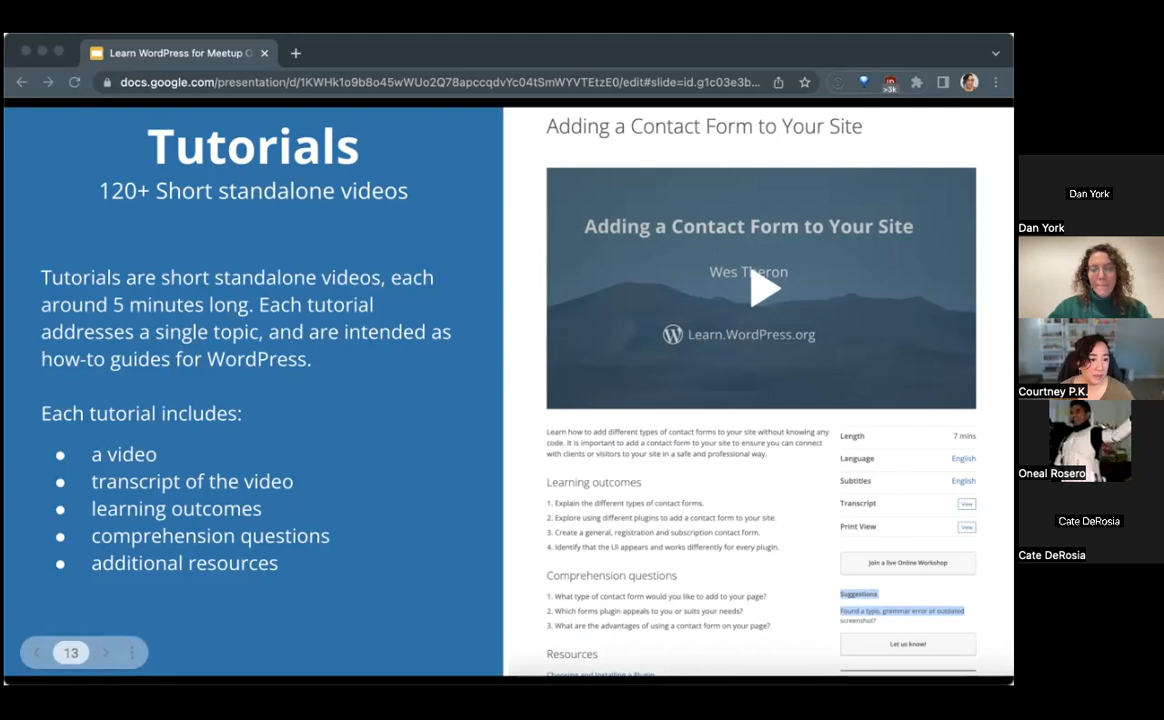 Learn WordPress for Meetup O
docs.google.com/presentation/d/1KWHk1o9b8o45wWUo2Q78apccqdvYc04tSmWYVTEtzE0/edit#slide=id.g1c03e3b...
>3k
Tutorials
120+ Short standalone videos
Tutorials are short standalone videos, each
around 5 minutes long. Each tutorial
addresses a single topic, and are intended as
how-to guides for WordPress.
Each tutorial includes:
a video
transcript of the video
learning outcomes
comprehension questions
additional resources
13
Adding a Contact Form to Your Site
Adding a Contact Form to Your Site
Wes Theron
Learn.WordPress.org
Learn how to add different types of contact forms to your site without knowing any
code. It is important to add a contact form to your site to ensure you can connect
with clients or visitors to your site in a safe and professional way.
Learning outcomes
1. Explain the different types of contact forms.
2. Explore using different plugins to add a contact form to your site.
3. Create a general, registration and subscription contact form.
4. Identify that the UI appears and works differently for every plugin.
Comprehension questions
1. What type of contact form would you like to add to your page?
2. Which forms plugin appeals to you or suits your needs?
3. What are the advantages of using a contact form on your page?
Resources
Choosing and Installing a Plugin
Length 7 mins
Language English
Subtitles English
Transcript View
Print View View
Join a live Online Workshop
Suggestions
Found a typo, grammar error or outdated
screenshot?
Let us know!
Dan York
Dan York
Courtney P.K.
Oneal Rosero
Cate DeRosia
Cate DeRosia